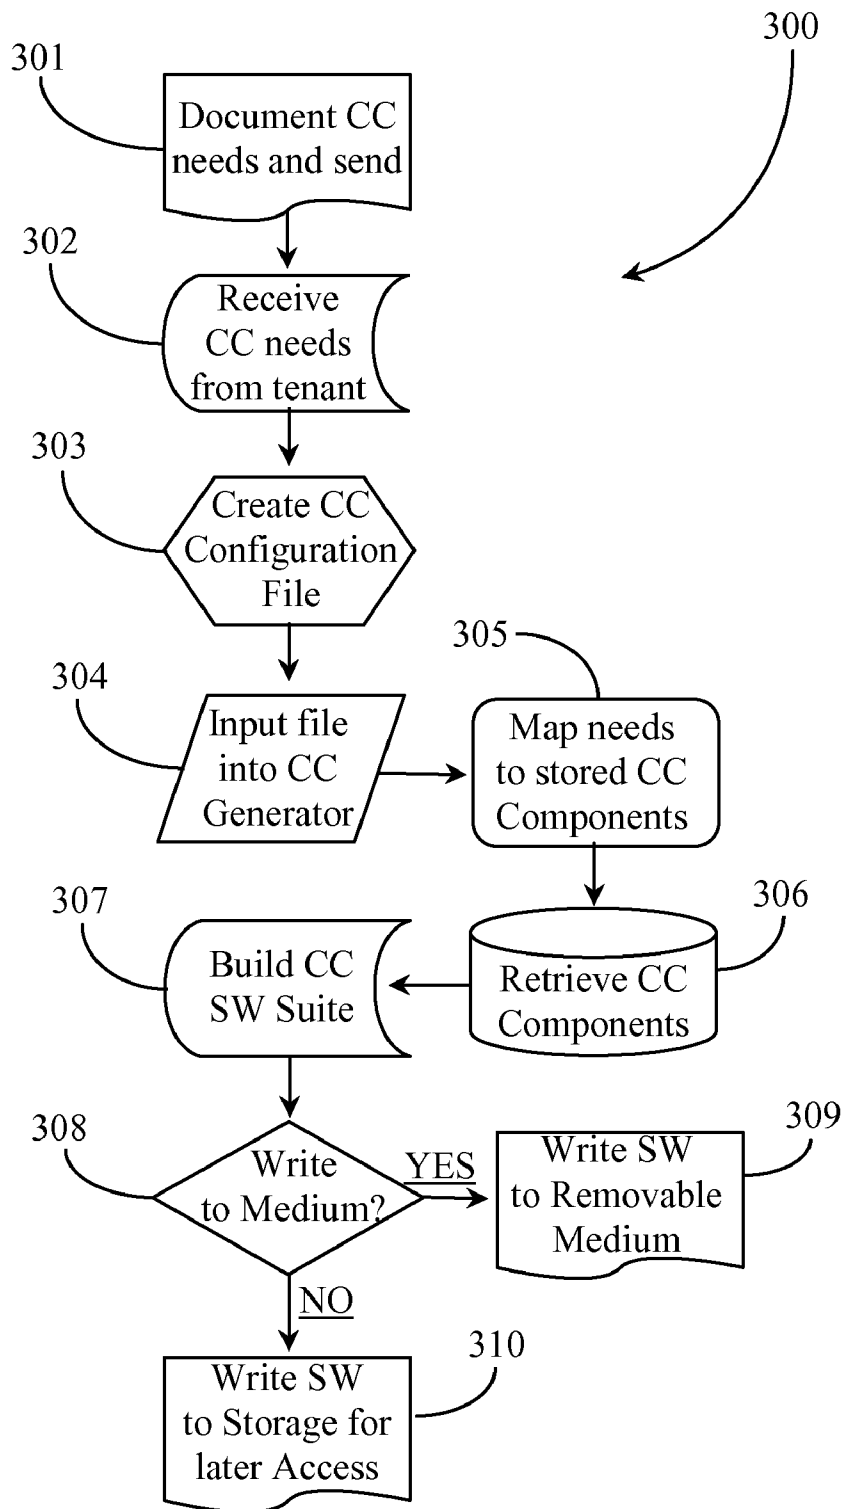 300
301
Document CC
needs and send
302
Receive
CC needs
from tenant
303
Create CC
Configuration
File
304
Input file
into CC
Generator
305
Map needs
to stored CC
Components
306
Retrieve CC
Components
307
Build CC
SW Suite
308
Write
to Medium?
YES
309
Write SW
to Removable
Medium
NO
310
Write SW
to Storage for
later Access